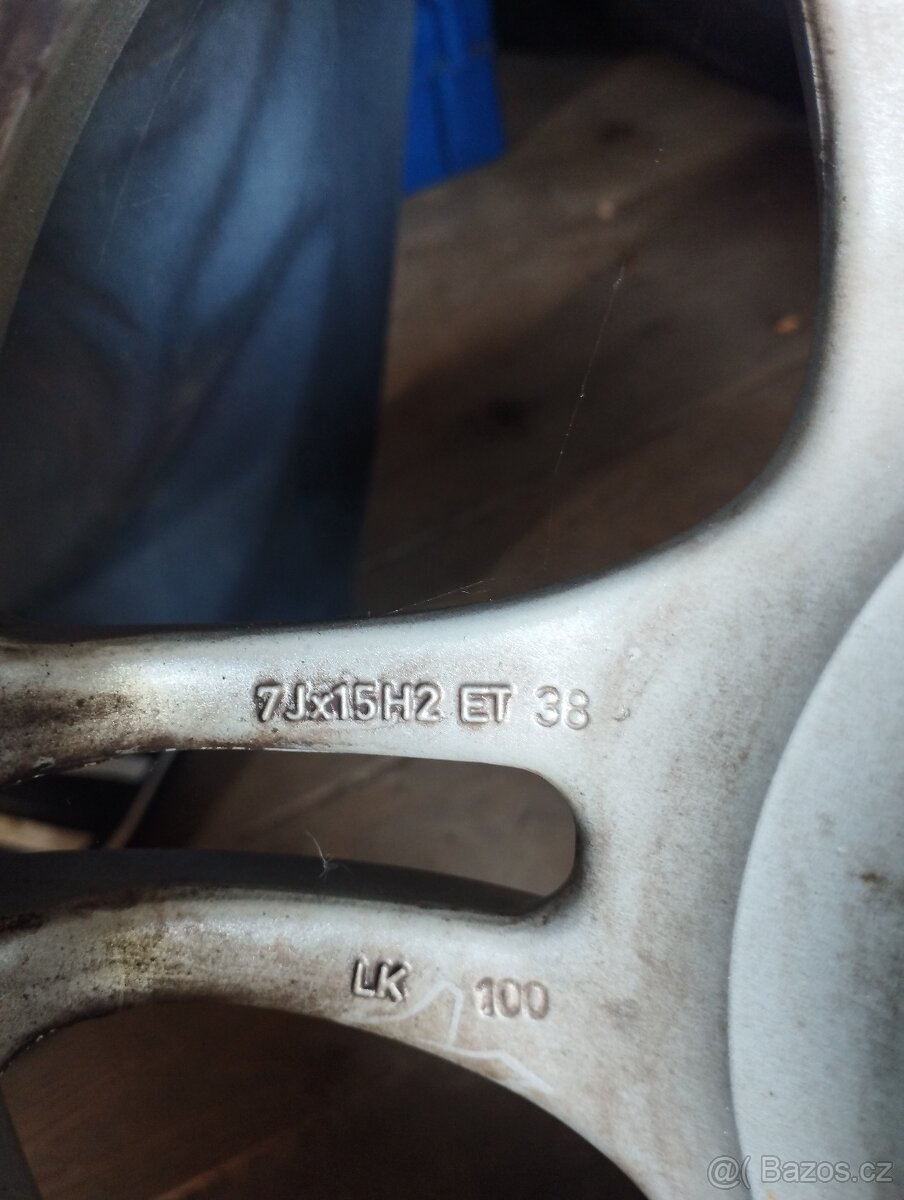 7Jx15H2 ET 38
LK 100
@( Bazos.cz